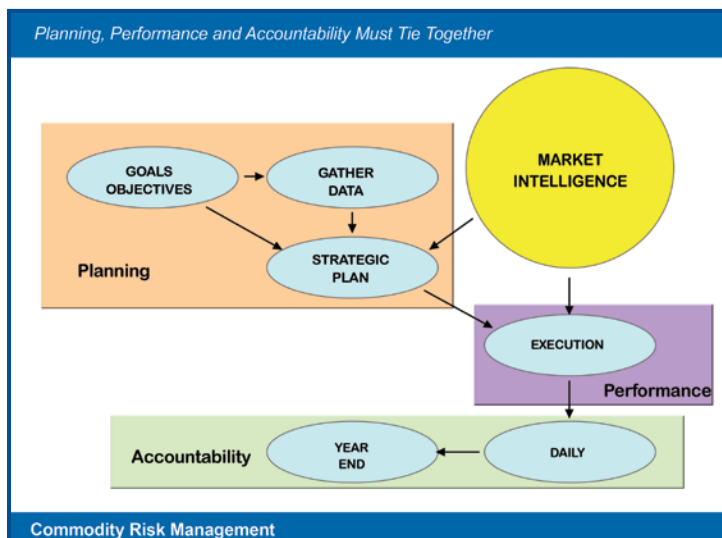 Planning, Performance and Accountability Must Tie Together
MARKET
INTELLIGENCE
GOALS
OBJECTIVES
GATHER
DATA
STRATEGIC
PLAN
Planning
EXECUTION
Performance
Accountability
YEAR
END
DAILY
Commodity Risk Management